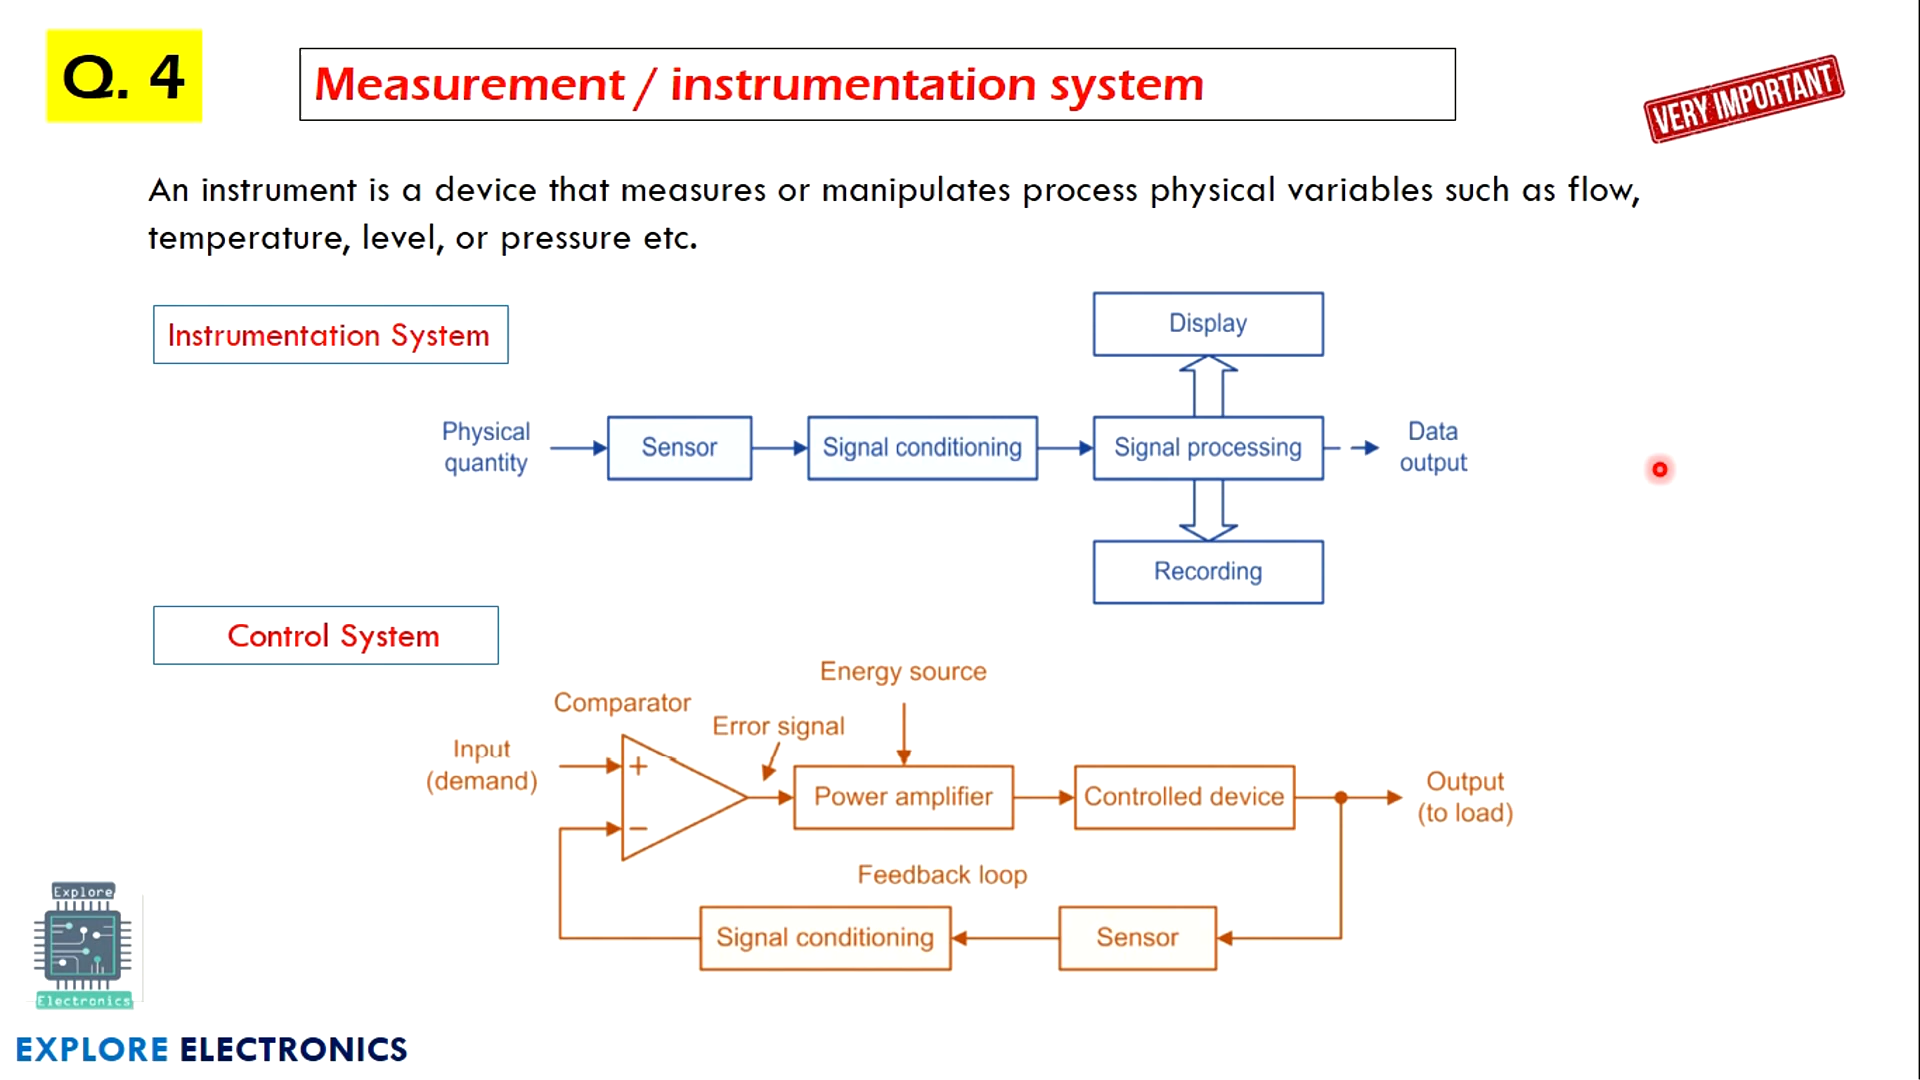 Q. 4
Measurement / instrumentation system
VERY IMPORTANT
An instrument is a device that measures or manipulates process physical variables such as flow,
temperature, level, or pressure etc.
Instrumentation System
Display
Physical
quantity
Sensor
Signal conditioning
Signal processing
Data
output
Recording
Control System
Energy source
Comparator
Error signal
Input
(demand)
+
−
Power amplifier
Controlled device
Output
(to load)
Feedback loop
Signal conditioning
Sensor
Explore
Electronics
EXPLORE ELECTRONICS